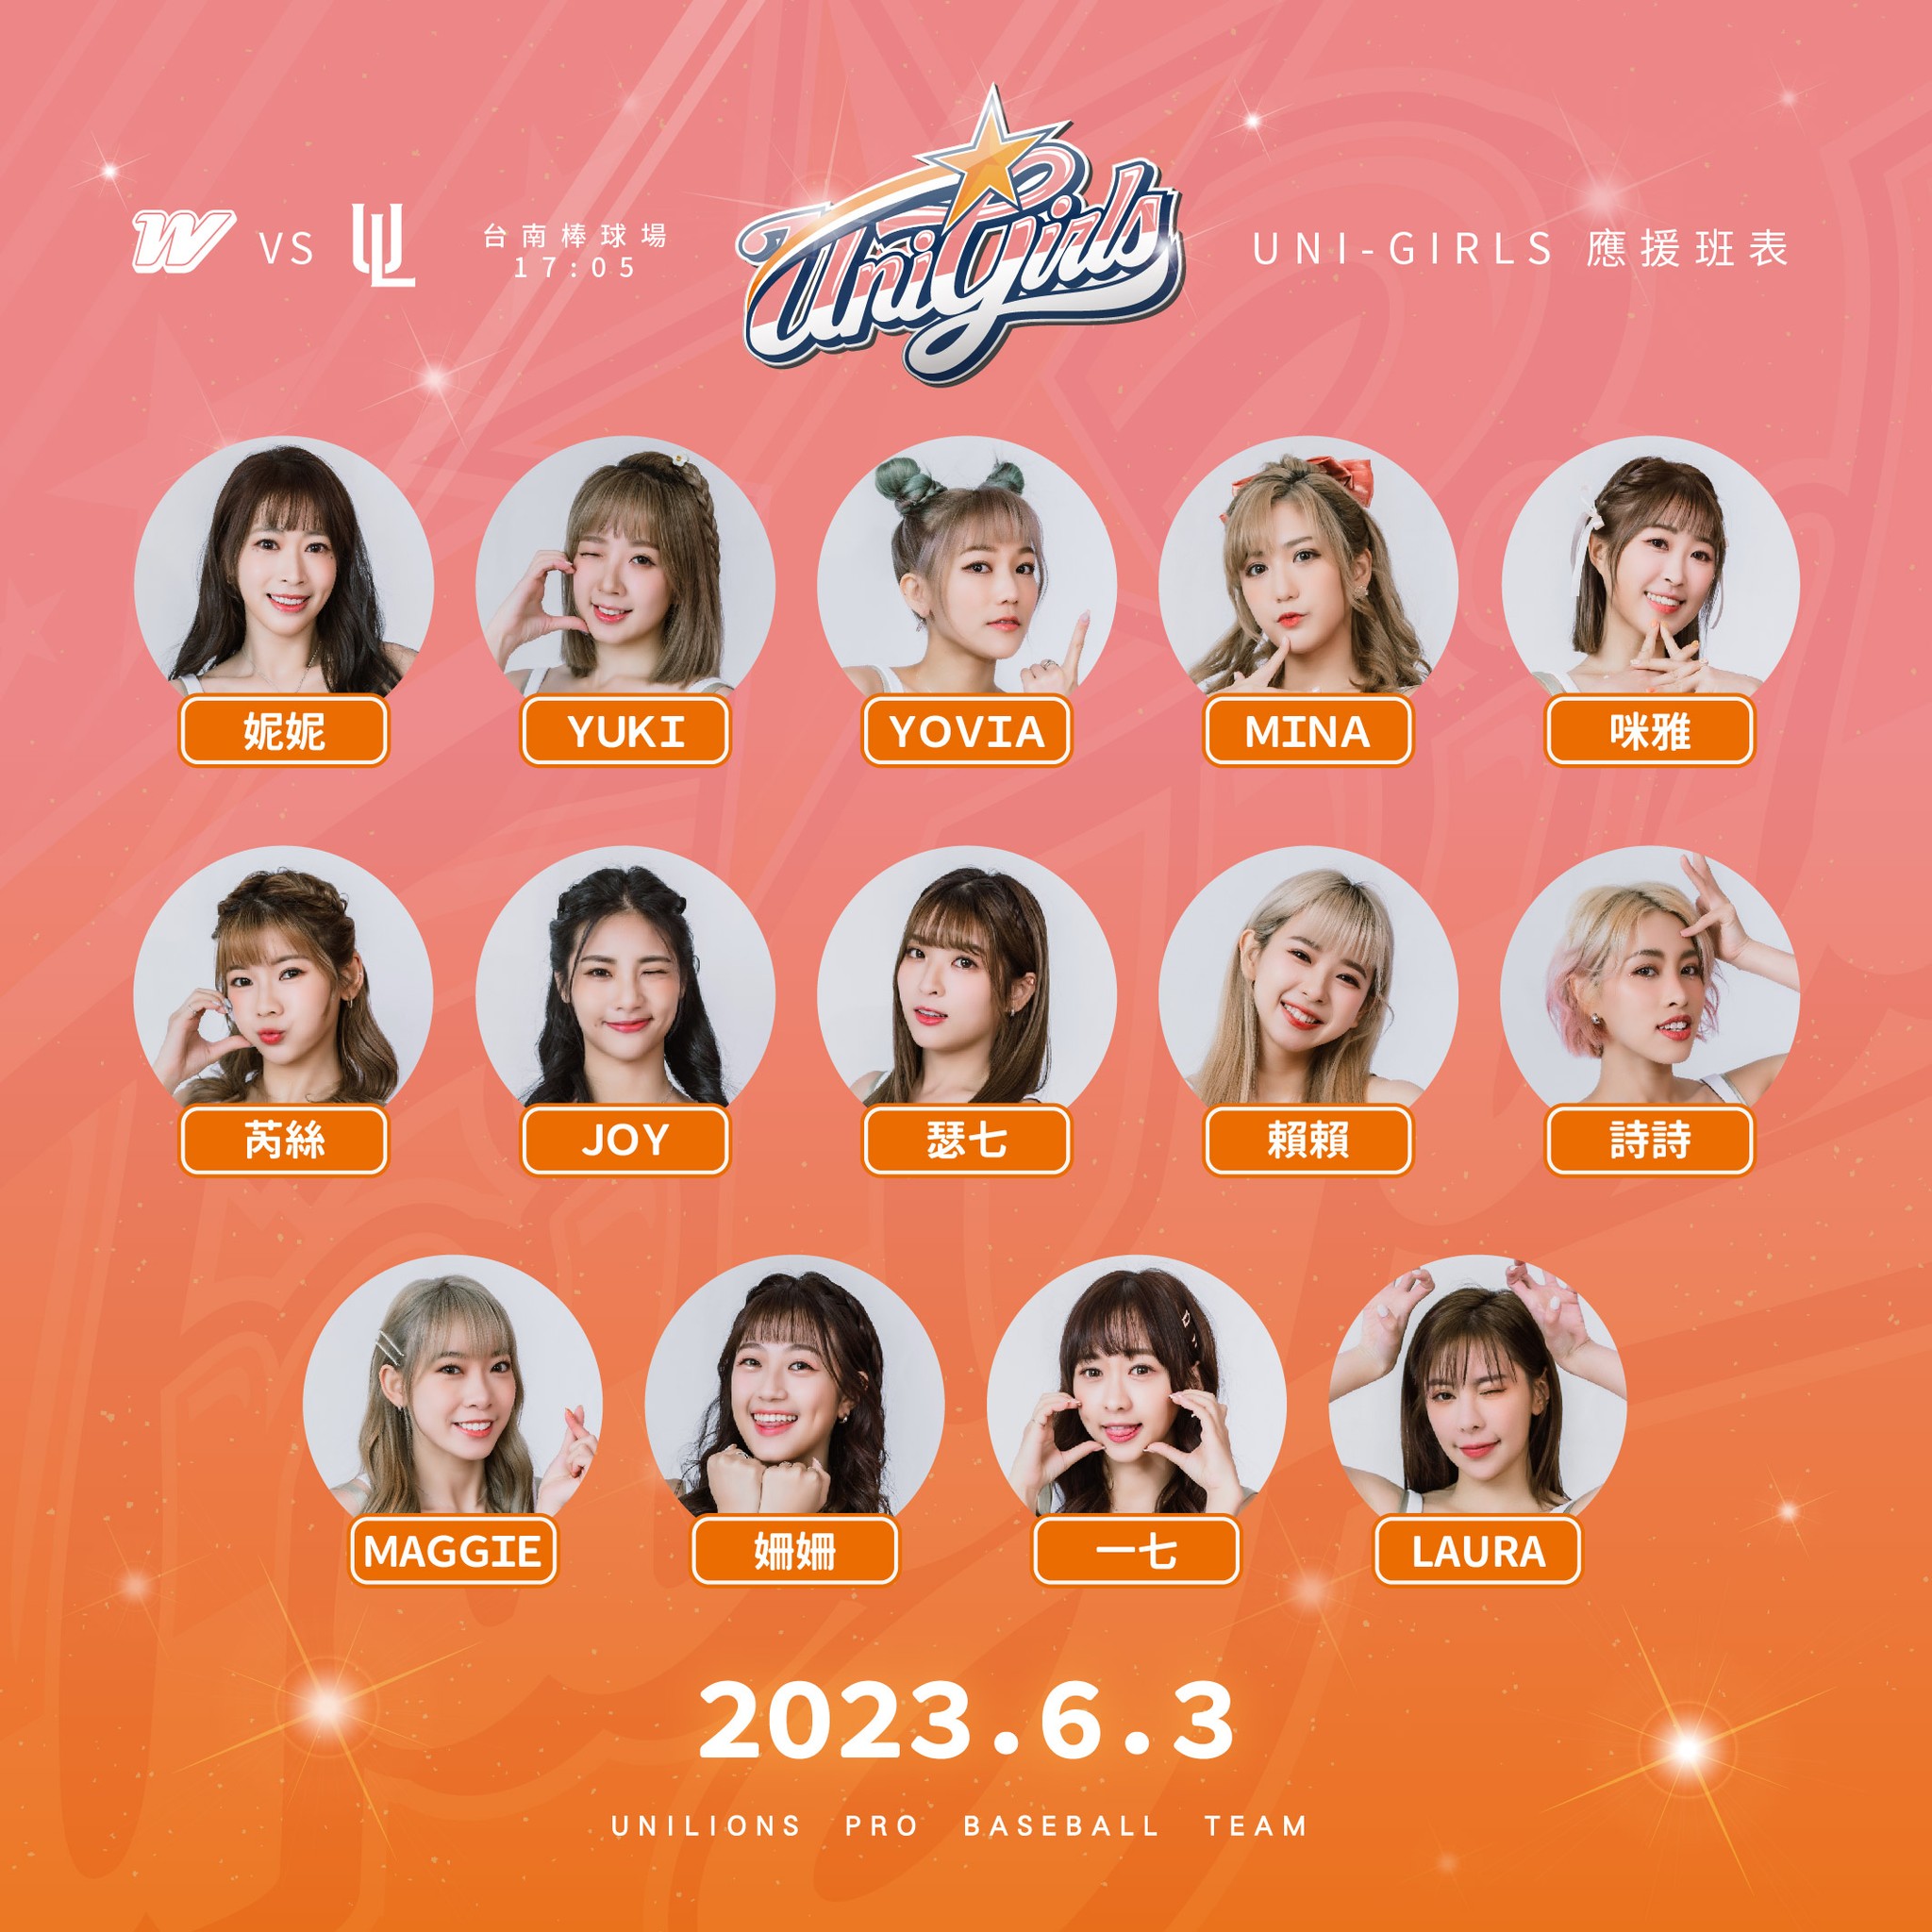 W VS UL
台南棒球場
17:05
UniGirls
UNI-GIRLS 應援班表
妮妮
YUKI
YOVIA
MINA
咪雅
芮絲
JOY
瑟七
賴賴
詩詩
MAGGIE
姍姍
一七
LAURA
2023.6.3
UNILIONS PRO BASEBALL TEAM